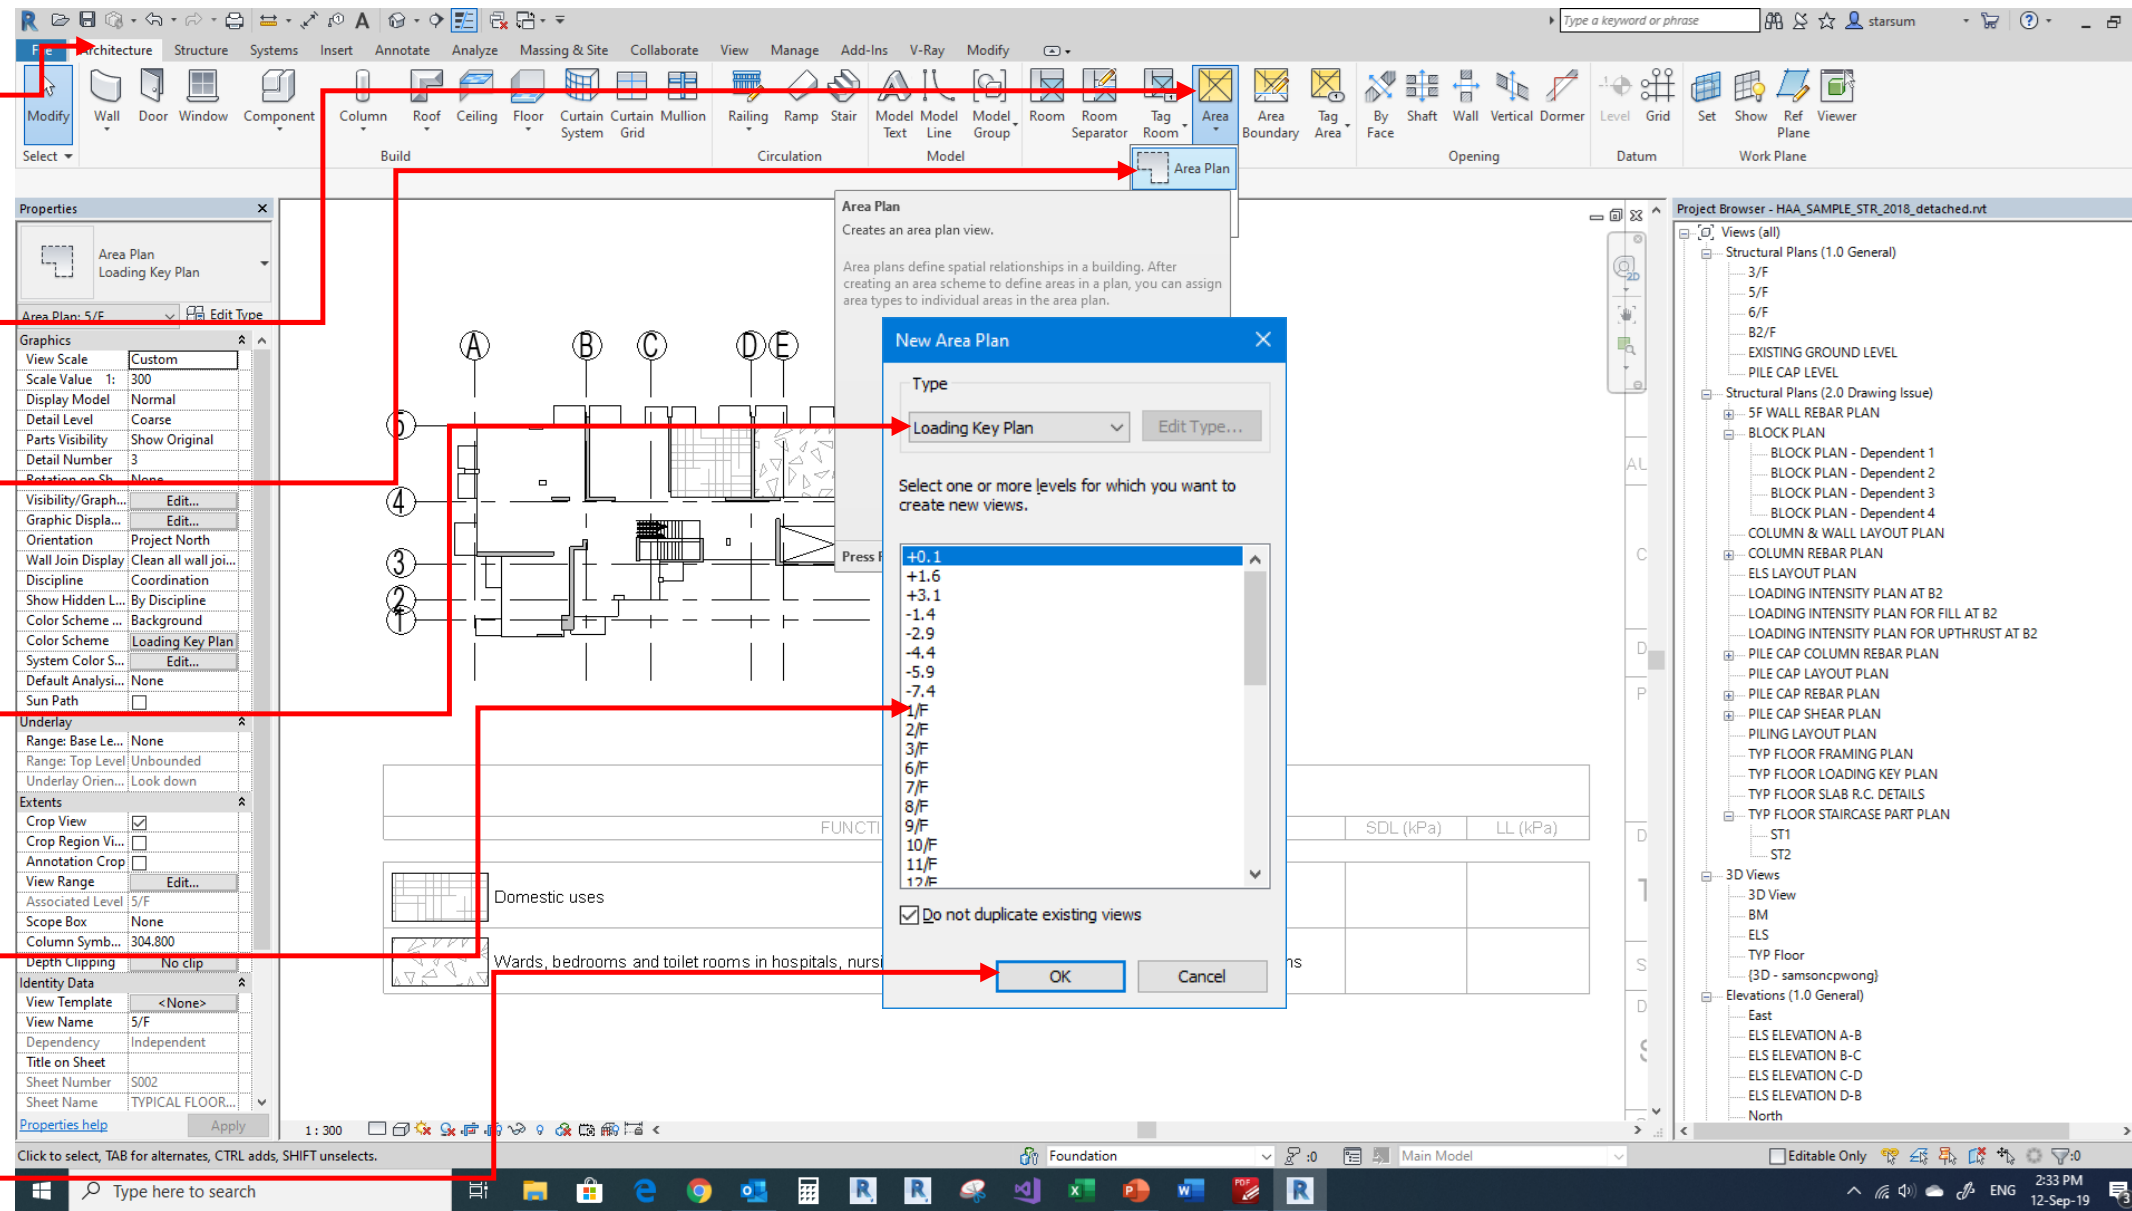 Type a keyword or phrase
starsum
File Architecture Structure Systems Insert Annotate Analyze Massing & Site Collaborate View Manage Add-Ins V-Ray Modify
Modify Wall Door Window Component Column Roof Ceiling Floor Curtain System Curtain Grid Mullion Railing Ramp Stair Model Text Model Line Model Group Room Room Separator Tag Room Area Area Boundary Tag Area By Face Shaft Wall Vertical Dormer Level Grid Set Show Ref Plane Viewer
Select Build Circulation Model Opening Datum Work Plane
Area Plan
Area Plan
Creates an area plan view.
Area plans define spatial relationships in a building. After
creating an area scheme to define areas in a plan, you can assign
area types to individual areas in the area plan.
Press F
Properties
Area Plan
Loading Key Plan
Area Plan: 5/F Edit Type
Graphics
View Scale Custom
Scale Value 1: 300
Display Model Normal
Detail Level Coarse
Parts Visibility Show Original
Detail Number 3
Rotation on Sh... None
Visibility/Graph... Edit...
Graphic Displa... Edit...
Orientation Project North
Wall Join Display Clean all wall joi...
Discipline Coordination
Show Hidden L... By Discipline
Color Scheme ... Background
Color Scheme Loading Key Plan
System Color S... Edit...
Default Analysi... None
Sun Path
Underlay
Range: Base Le... None
Range: Top Level Unbounded
Underlay Orien... Look down
Extents
Crop View
Crop Region Vi...
Annotation Crop
View Range Edit...
Associated Level 5/F
Scope Box None
Column Symb... 304.800
Depth Clipping No clip
Identity Data
View Template <None>
View Name 5/F
Dependency Independent
Title on Sheet
Sheet Number S002
Sheet Name TYPICAL FLOOR...
Properties help Apply
A B C D E
5
4
3
2
1
FUNCTI SDL (kPa) LL (kPa)
Domestic uses
Wards, bedrooms and toilet rooms in hospitals, nursi ns
New Area Plan
Type
Loading Key Plan Edit Type...
Select one or more levels for which you want to
create new views.
+0.1
+1.6
+3.1
-1.4
-2.9
-4.4
-5.9
-7.4
1/F
2/F
3/F
6/F
7/F
8/F
9/F
10/F
11/F
12/F
Do not duplicate existing views
OK Cancel
2D
AL
C
D
P
D
T
S
D
S
Project Browser - HAA_SAMPLE_STR_2018_detached.rvt
Views (all)
Structural Plans (1.0 General)
3/F
5/F
6/F
B2/F
EXISTING GROUND LEVEL
PILE CAP LEVEL
Structural Plans (2.0 Drawing Issue)
5F WALL REBAR PLAN
BLOCK PLAN
BLOCK PLAN - Dependent 1
BLOCK PLAN - Dependent 2
BLOCK PLAN - Dependent 3
BLOCK PLAN - Dependent 4
COLUMN & WALL LAYOUT PLAN
COLUMN REBAR PLAN
ELS LAYOUT PLAN
LOADING INTENSITY PLAN AT B2
LOADING INTENSITY PLAN FOR FILL AT B2
LOADING INTENSITY PLAN FOR UPTHRUST AT B2
PILE CAP COLUMN REBAR PLAN
PILE CAP LAYOUT PLAN
PILE CAP REBAR PLAN
PILE CAP SHEAR PLAN
PILING LAYOUT PLAN
TYP FLOOR FRAMING PLAN
TYP FLOOR LOADING KEY PLAN
TYP FLOOR SLAB R.C. DETAILS
TYP FLOOR STAIRCASE PART PLAN
ST1
ST2
3D Views
3D View
BM
ELS
TYP Floor
{3D - samsoncpwong}
Elevations (1.0 General)
East
ELS ELEVATION A-B
ELS ELEVATION B-C
ELS ELEVATION C-D
ELS ELEVATION D-B
North
1 : 300
Click to select, TAB for alternates, CTRL adds, SHIFT unselects. Foundation :0 Main Model Editable Only :0
Type here to search
ENG
2:33 PM
12-Sep-19
3